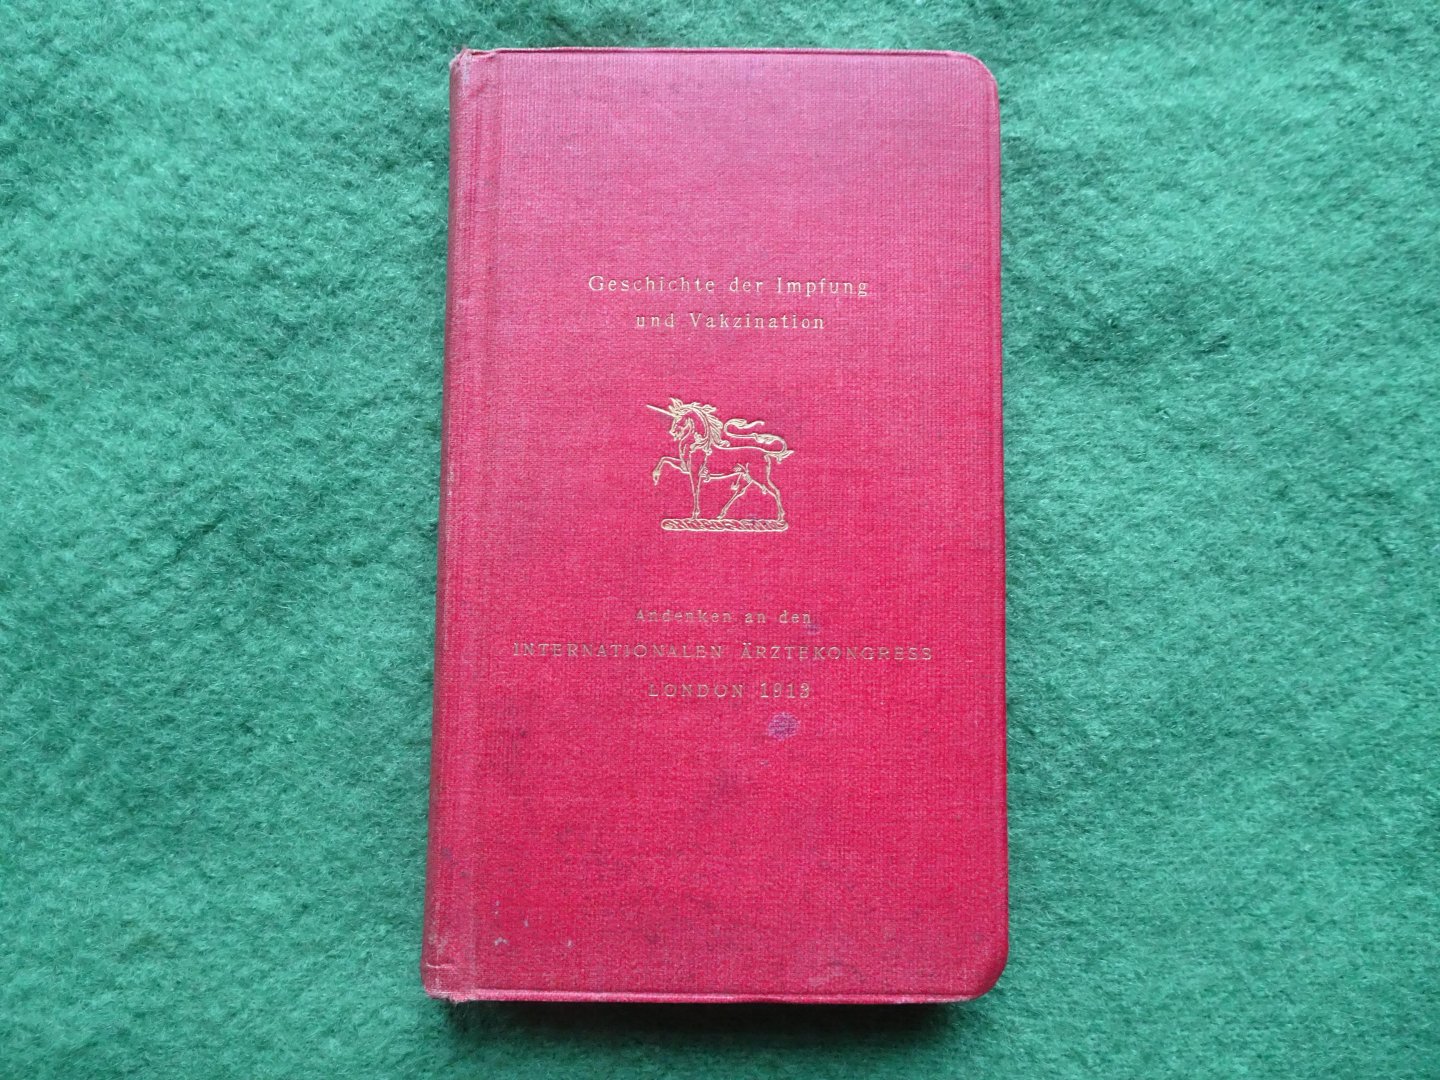 Geschichte der Impfung
und Vakzination
Andenken an den
INTERNATIONALEN ÄRZTEKONGRESS
LONDON 1913